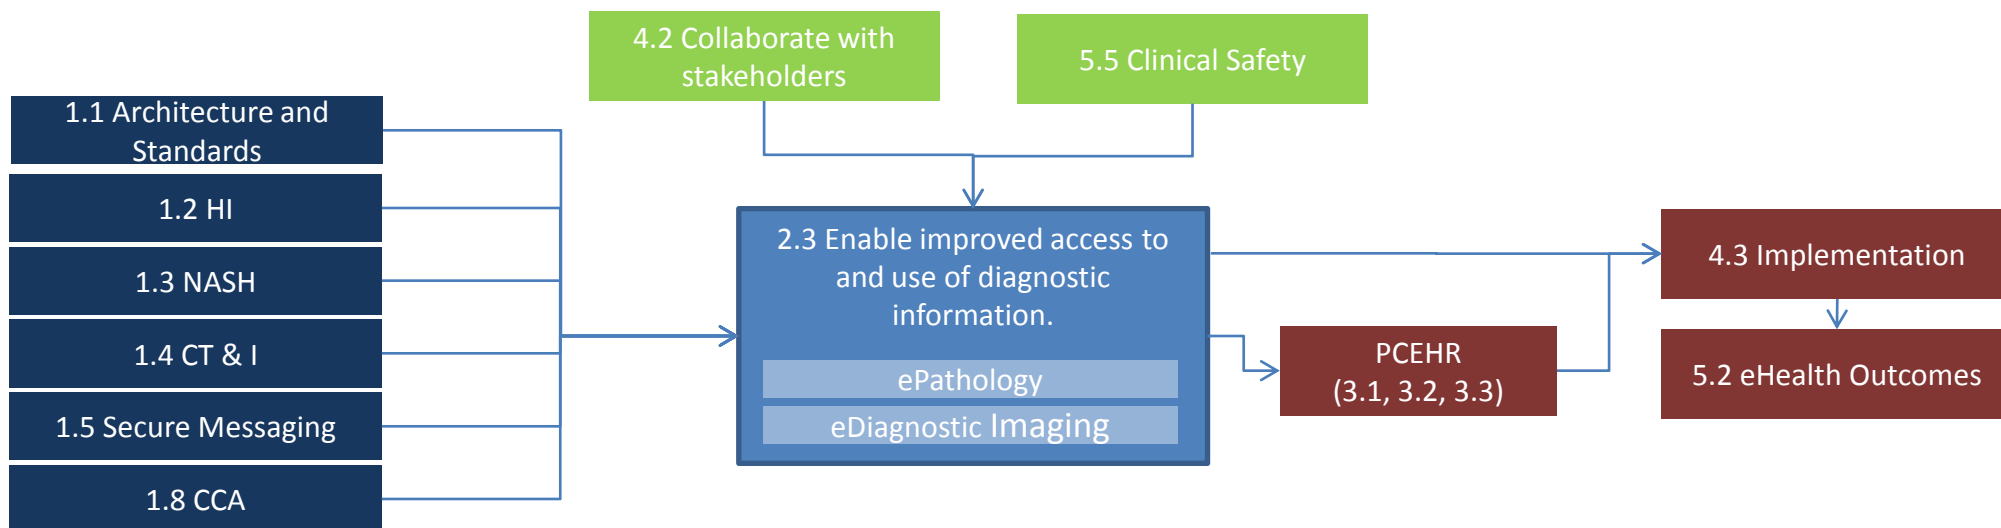 4.2 Collaborate with
stakeholders
5.5 Clinical Safety
1.1 Architecture and
Standards
1.2 HI
1.3 NASH
1.4 CT & I
1.5 Secure Messaging
1.8 CCA
2.3 Enable improved access to
and use of diagnostic
information.
ePathology
eDiagnostic Imaging
PCEHR
(3.1, 3.2, 3.3)
4.3 Implementation
5.2 eHealth Outcomes